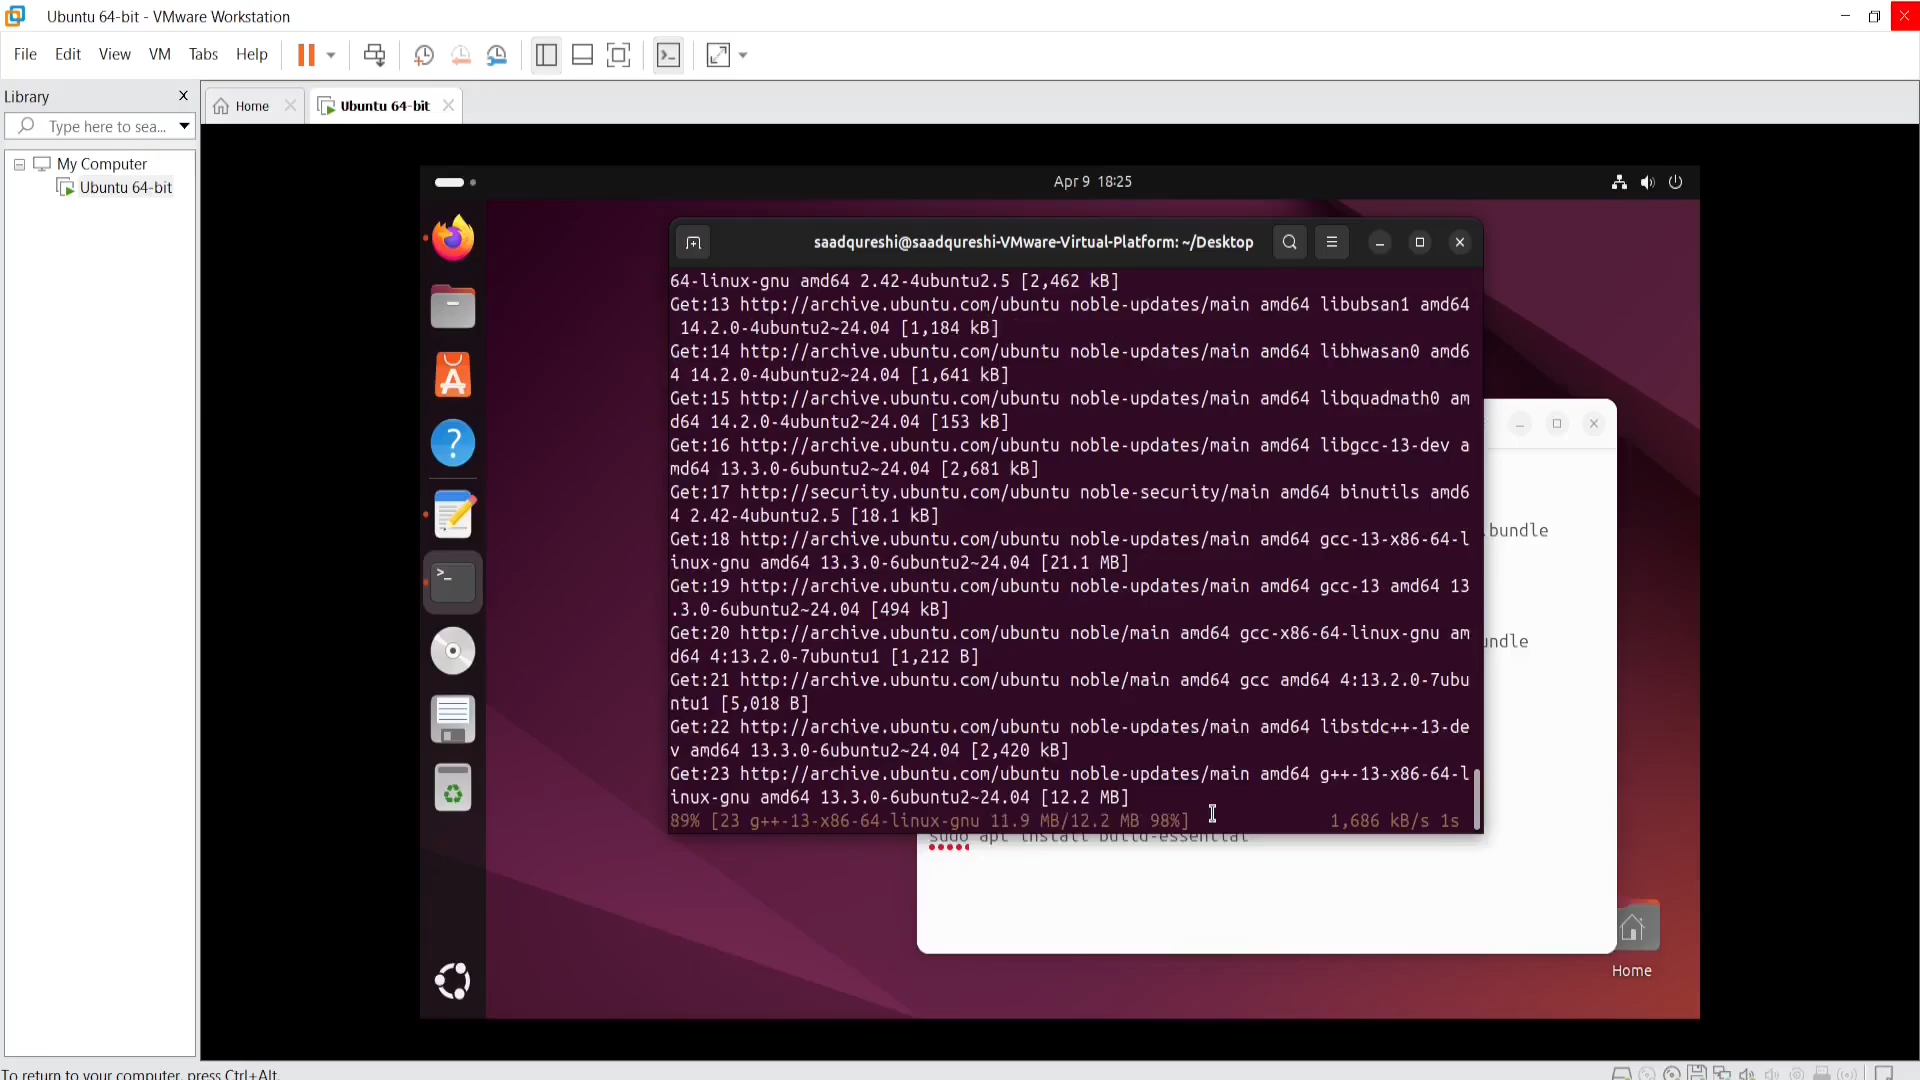 Ubuntu 64-bit - VMware Workstation
File Edit View VM Tabs Help
Library
Home
Ubuntu 64-bit
Type here to sea...
My Computer
Ubuntu 64-bit
Apr 9 18:25
saadqureshi@saadqureshi-VMware-Virtual-Platform: ~/Desktop
64-linux-gnu amd64 2.42-4ubuntu2.5 [2,462 kB]
Get:13 http://archive.ubuntu.com/ubuntu noble-updates/main amd64 libubsan1 amd64
14.2.0-4ubuntu2~24.04 [1,184 kB]
Get:14 http://archive.ubuntu.com/ubuntu noble-updates/main amd64 libhwasan0 amd6
4 14.2.0-4ubuntu2~24.04 [1,641 kB]
Get:15 http://archive.ubuntu.com/ubuntu noble-updates/main amd64 libquadmath0 am
d64 14.2.0-4ubuntu2~24.04 [153 kB]
Get:16 http://archive.ubuntu.com/ubuntu noble-updates/main amd64 libgcc-13-dev a
md64 13.3.0-6ubuntu2~24.04 [2,681 kB]
Get:17 http://security.ubuntu.com/ubuntu noble-security/main amd64 binutils amd6
4 2.42-4ubuntu2.5 [18.1 kB]
Get:18 http://archive.ubuntu.com/ubuntu noble-updates/main amd64 gcc-13-x86-64-l
inux-gnu amd64 13.3.0-6ubuntu2~24.04 [21.1 MB]
Get:19 http://archive.ubuntu.com/ubuntu noble-updates/main amd64 gcc-13 amd64 13
.3.0-6ubuntu2~24.04 [494 kB]
Get:20 http://archive.ubuntu.com/ubuntu noble/main amd64 gcc-x86-64-linux-gnu am
d64 4:13.2.0-7ubuntu1 [1,212 B]
Get:21 http://archive.ubuntu.com/ubuntu noble/main amd64 gcc amd64 4:13.2.0-7ubu
ntu1 [5,018 B]
Get:22 http://archive.ubuntu.com/ubuntu noble-updates/main amd64 libstdc++-13-de
v amd64 13.3.0-6ubuntu2~24.04 [2,420 kB]
Get:23 http://archive.ubuntu.com/ubuntu noble-updates/main amd64 g++-13-x86-64-l
inux-gnu amd64 13.3.0-6ubuntu2~24.04 [12.2 MB]
89% [23 g++-13-x86-64-linux-gnu 11.9 MB/12.2 MB 98%] 1,686 kB/s 1s
.bundle
undle
sudo apt install build-essential
Home
To return to your computer, press Ctrl+Alt.